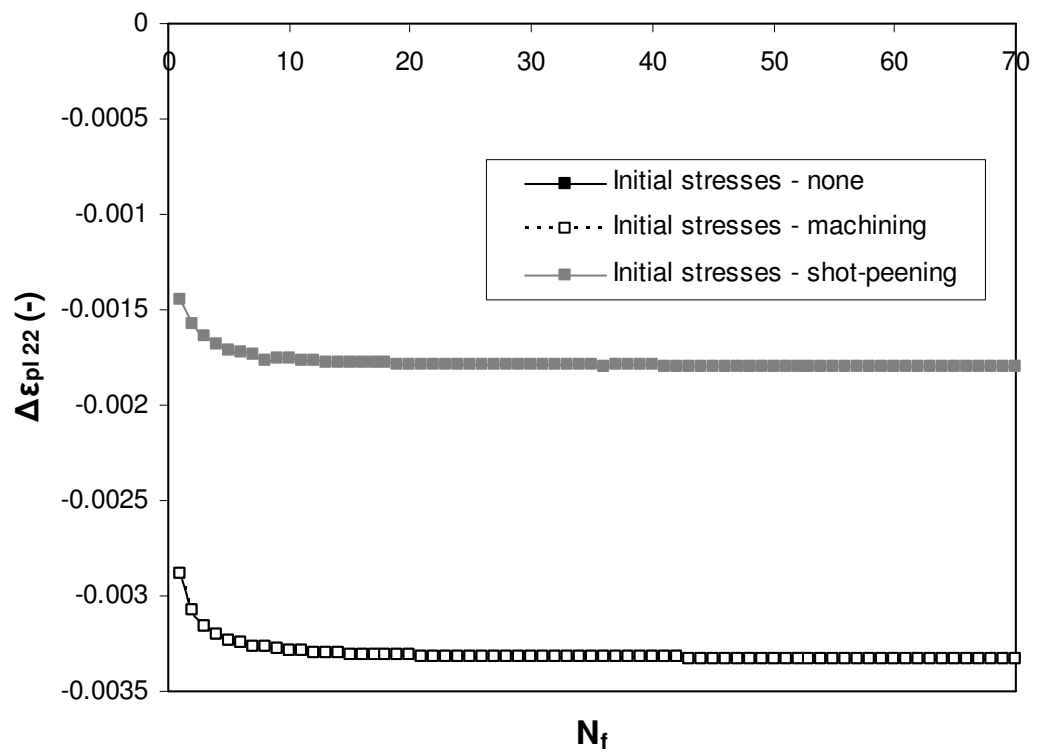 0
0 10 20 30 40 50 60 70
-0.0005
-0.001
-0.0015
-0.002
-0.0025
-0.003
-0.0035
Δεpl 22 (-)
Initial stresses - none
Initial stresses - machining
Initial stresses - shot-peening
Nf